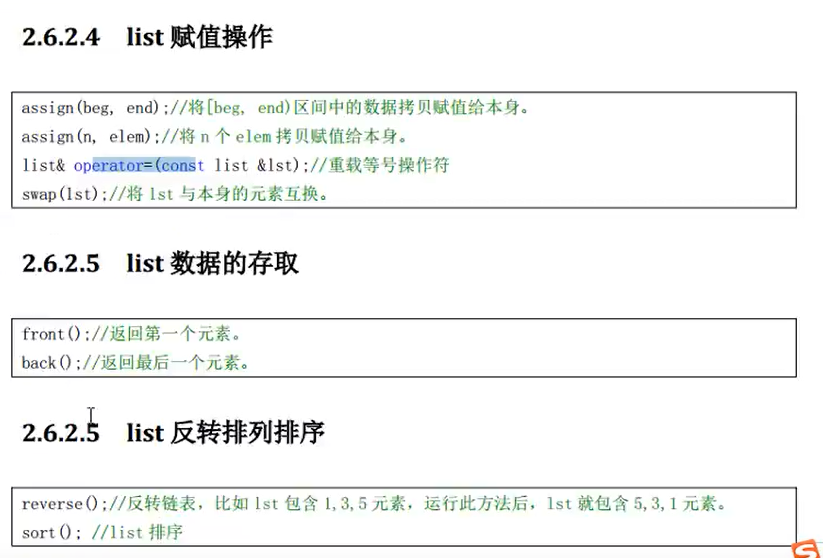 2.6.2.4 list 赋值操作
assign(beg, end);//将[beg, end)区间中的数据拷贝赋值给本身。
assign(n, elem);//将 n 个 elem 拷贝赋值给本身。
list& operator=(const list &lst);//重载等号操作符
swap(lst);//将 lst 与本身的元素互换。
2.6.2.5 list 数据的存取
front();//返回第一个元素。
back();//返回最后一个元素。
2.6.2.5 list 反转排列排序
reverse();//反转链表，比如 lst 包含 1,3,5 元素，运行此方法后，lst 就包含 5,3,1 元素。
sort(); //list 排序